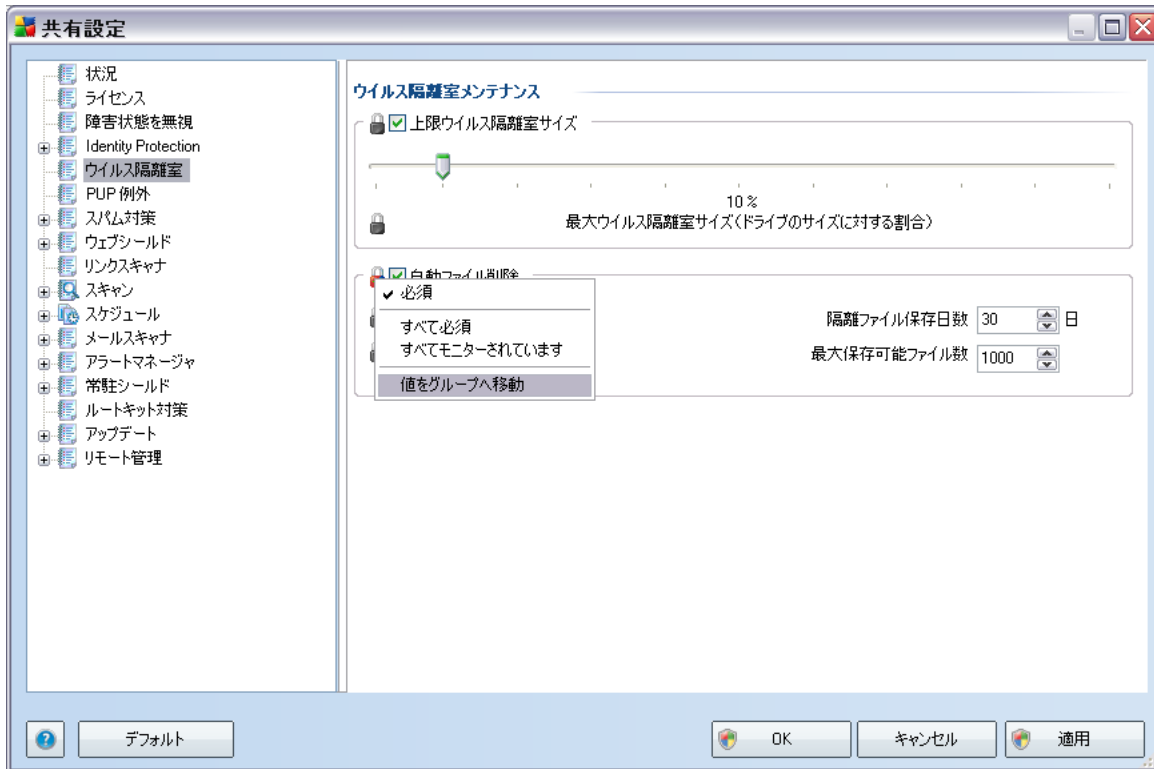 共有設定
状況
ライセンス
障害状態を無視
Identity Protection
ウイルス隔離室
PUP 例外
スパム対策
ウェブシールド
リンクスキャナ
スキャン
スケジュール
メールスキャナ
アラートマネージャ
常駐シールド
ルートキット対策
アップデート
リモート管理
ウイルス隔離室メンテナンス
上限ウイルス隔離室サイズ
10 %
最大ウイルス隔離室サイズ(ドライブのサイズに対する割合)
自動ファイル削除
必須
すべて必須
すべてモニターされています
値をグループへ移動
隔離ファイル保存日数 30 日
最大保存可能ファイル数 1000
デフォルト
OK
キャンセル
適用